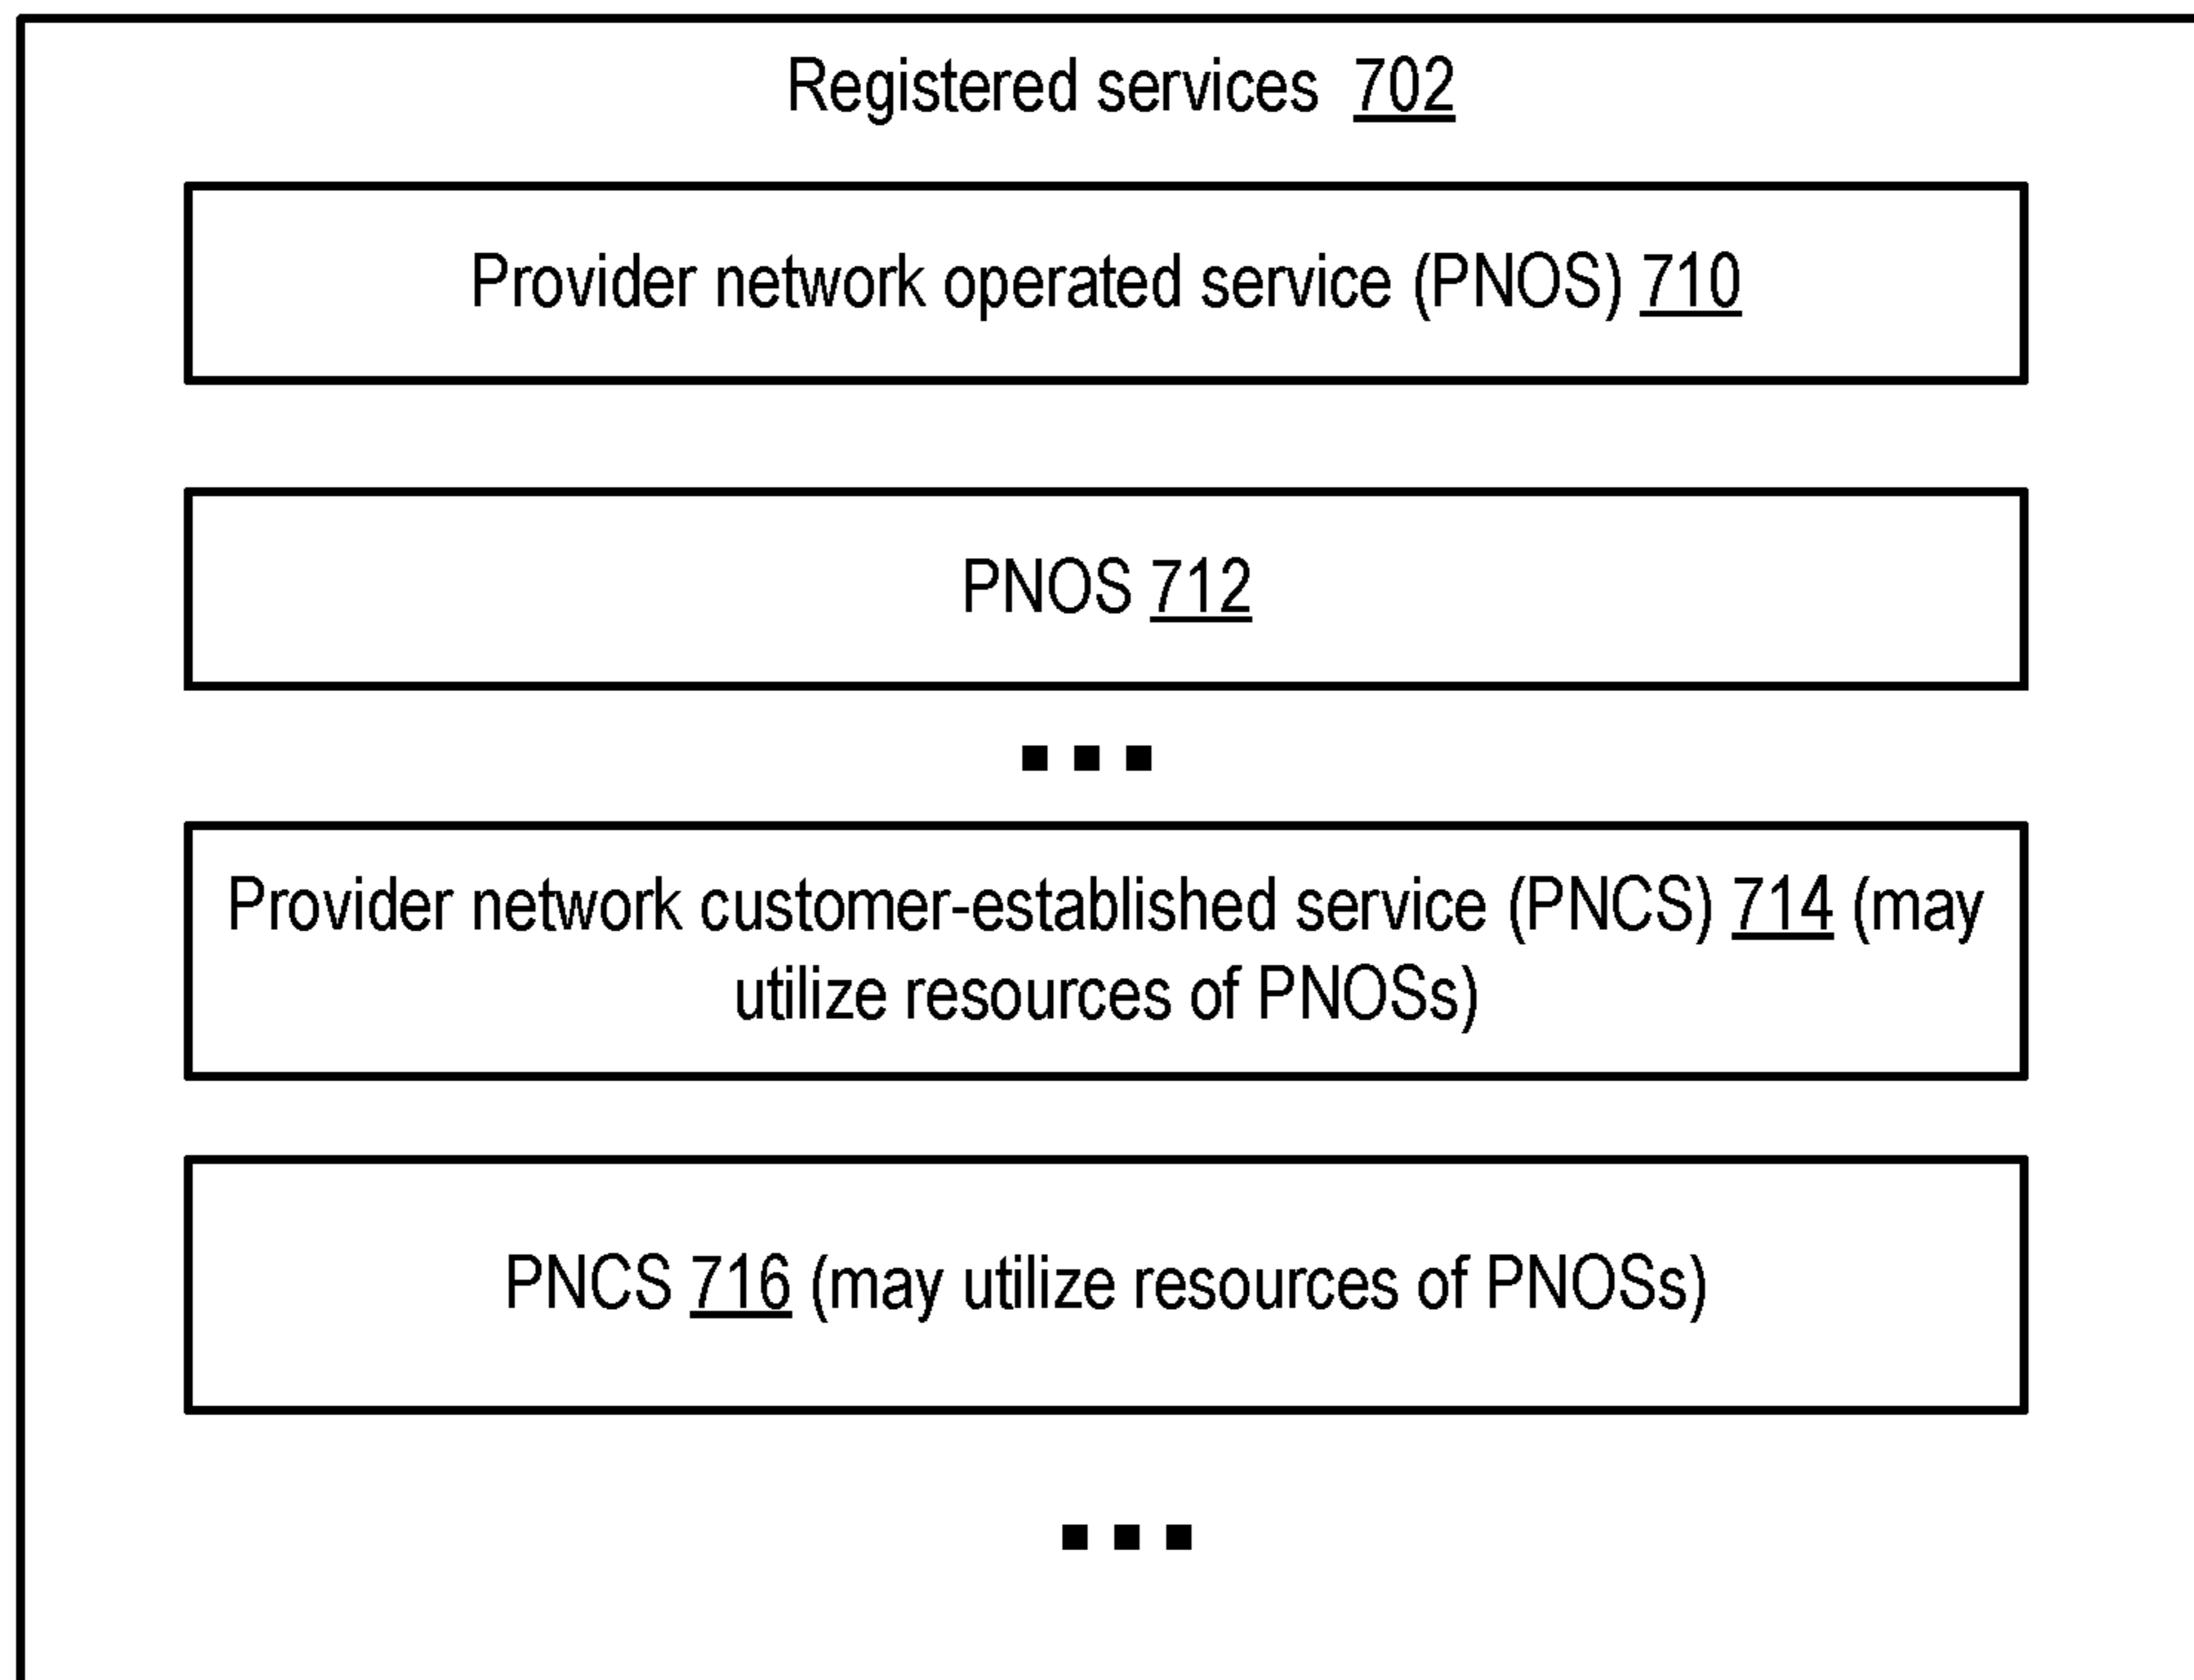 Registered services 702
Provider network operated service (PNOS) 710
PNOS 712
Provider network customer-established service (PNCS) 714 (may
utilize resources of PNOSs)
PNCS 716 (may utilize resources of PNOSs)